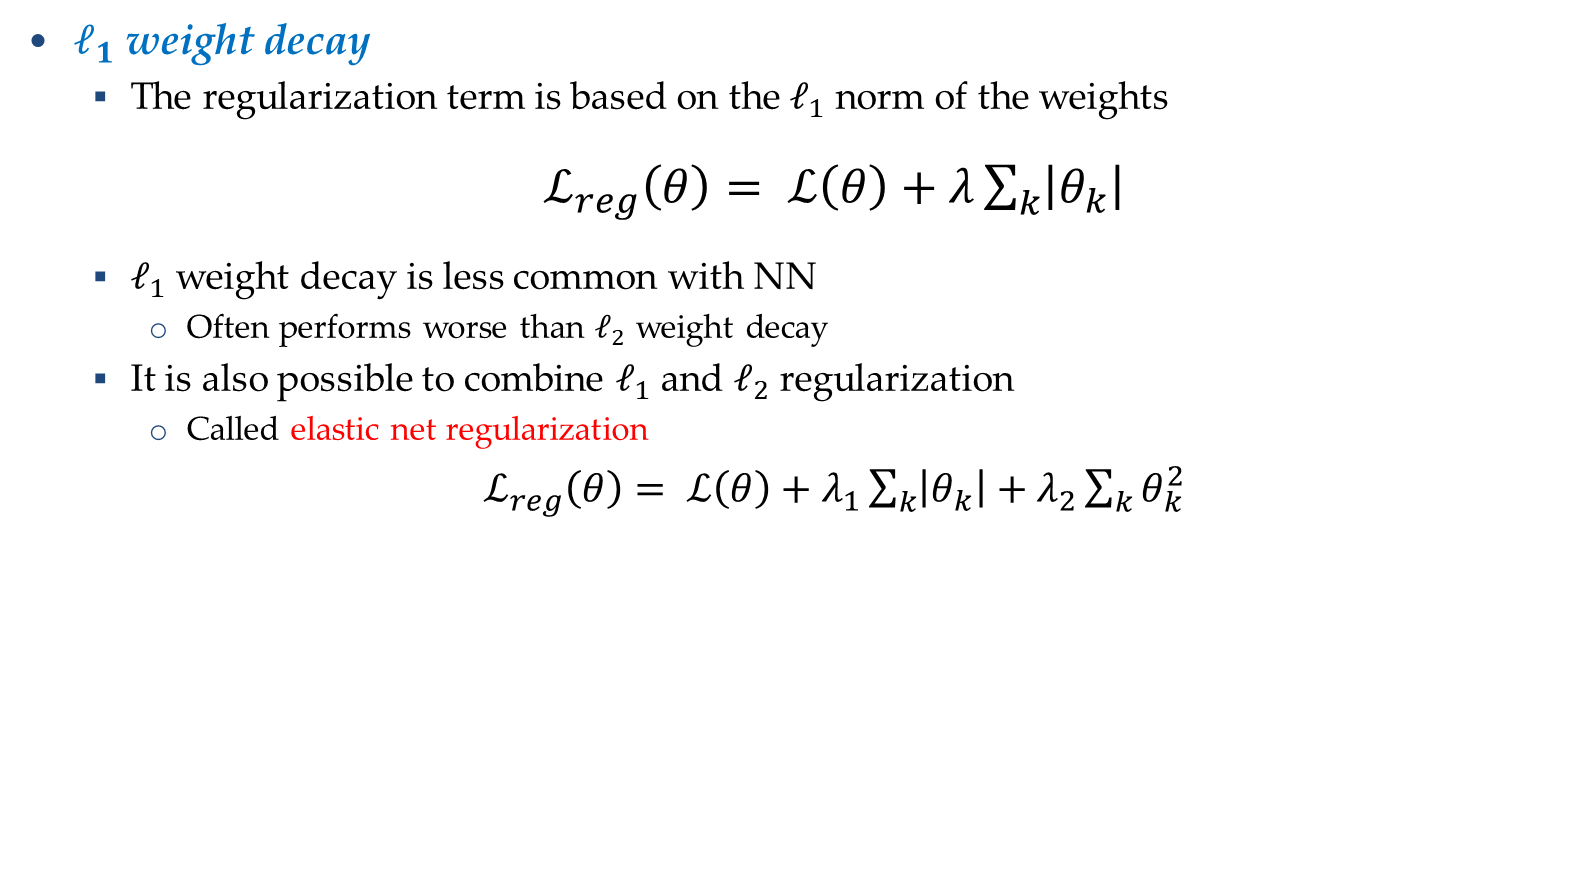 • ℓ₁ weight decay
▪ The regularization term is based on the ℓ₁ norm of the weights
ℒ_reg(θ) = ℒ(θ) + λ ∑_k|θ_k|
▪ ℓ₁ weight decay is less common with NN
○ Often performs worse than ℓ₂ weight decay
▪ It is also possible to combine ℓ₁ and ℓ₂ regularization
○ Called elastic net regularization
ℒ_reg(θ) = ℒ(θ) + λ₁ ∑_k|θ_k| + λ₂ ∑_k θ_k²